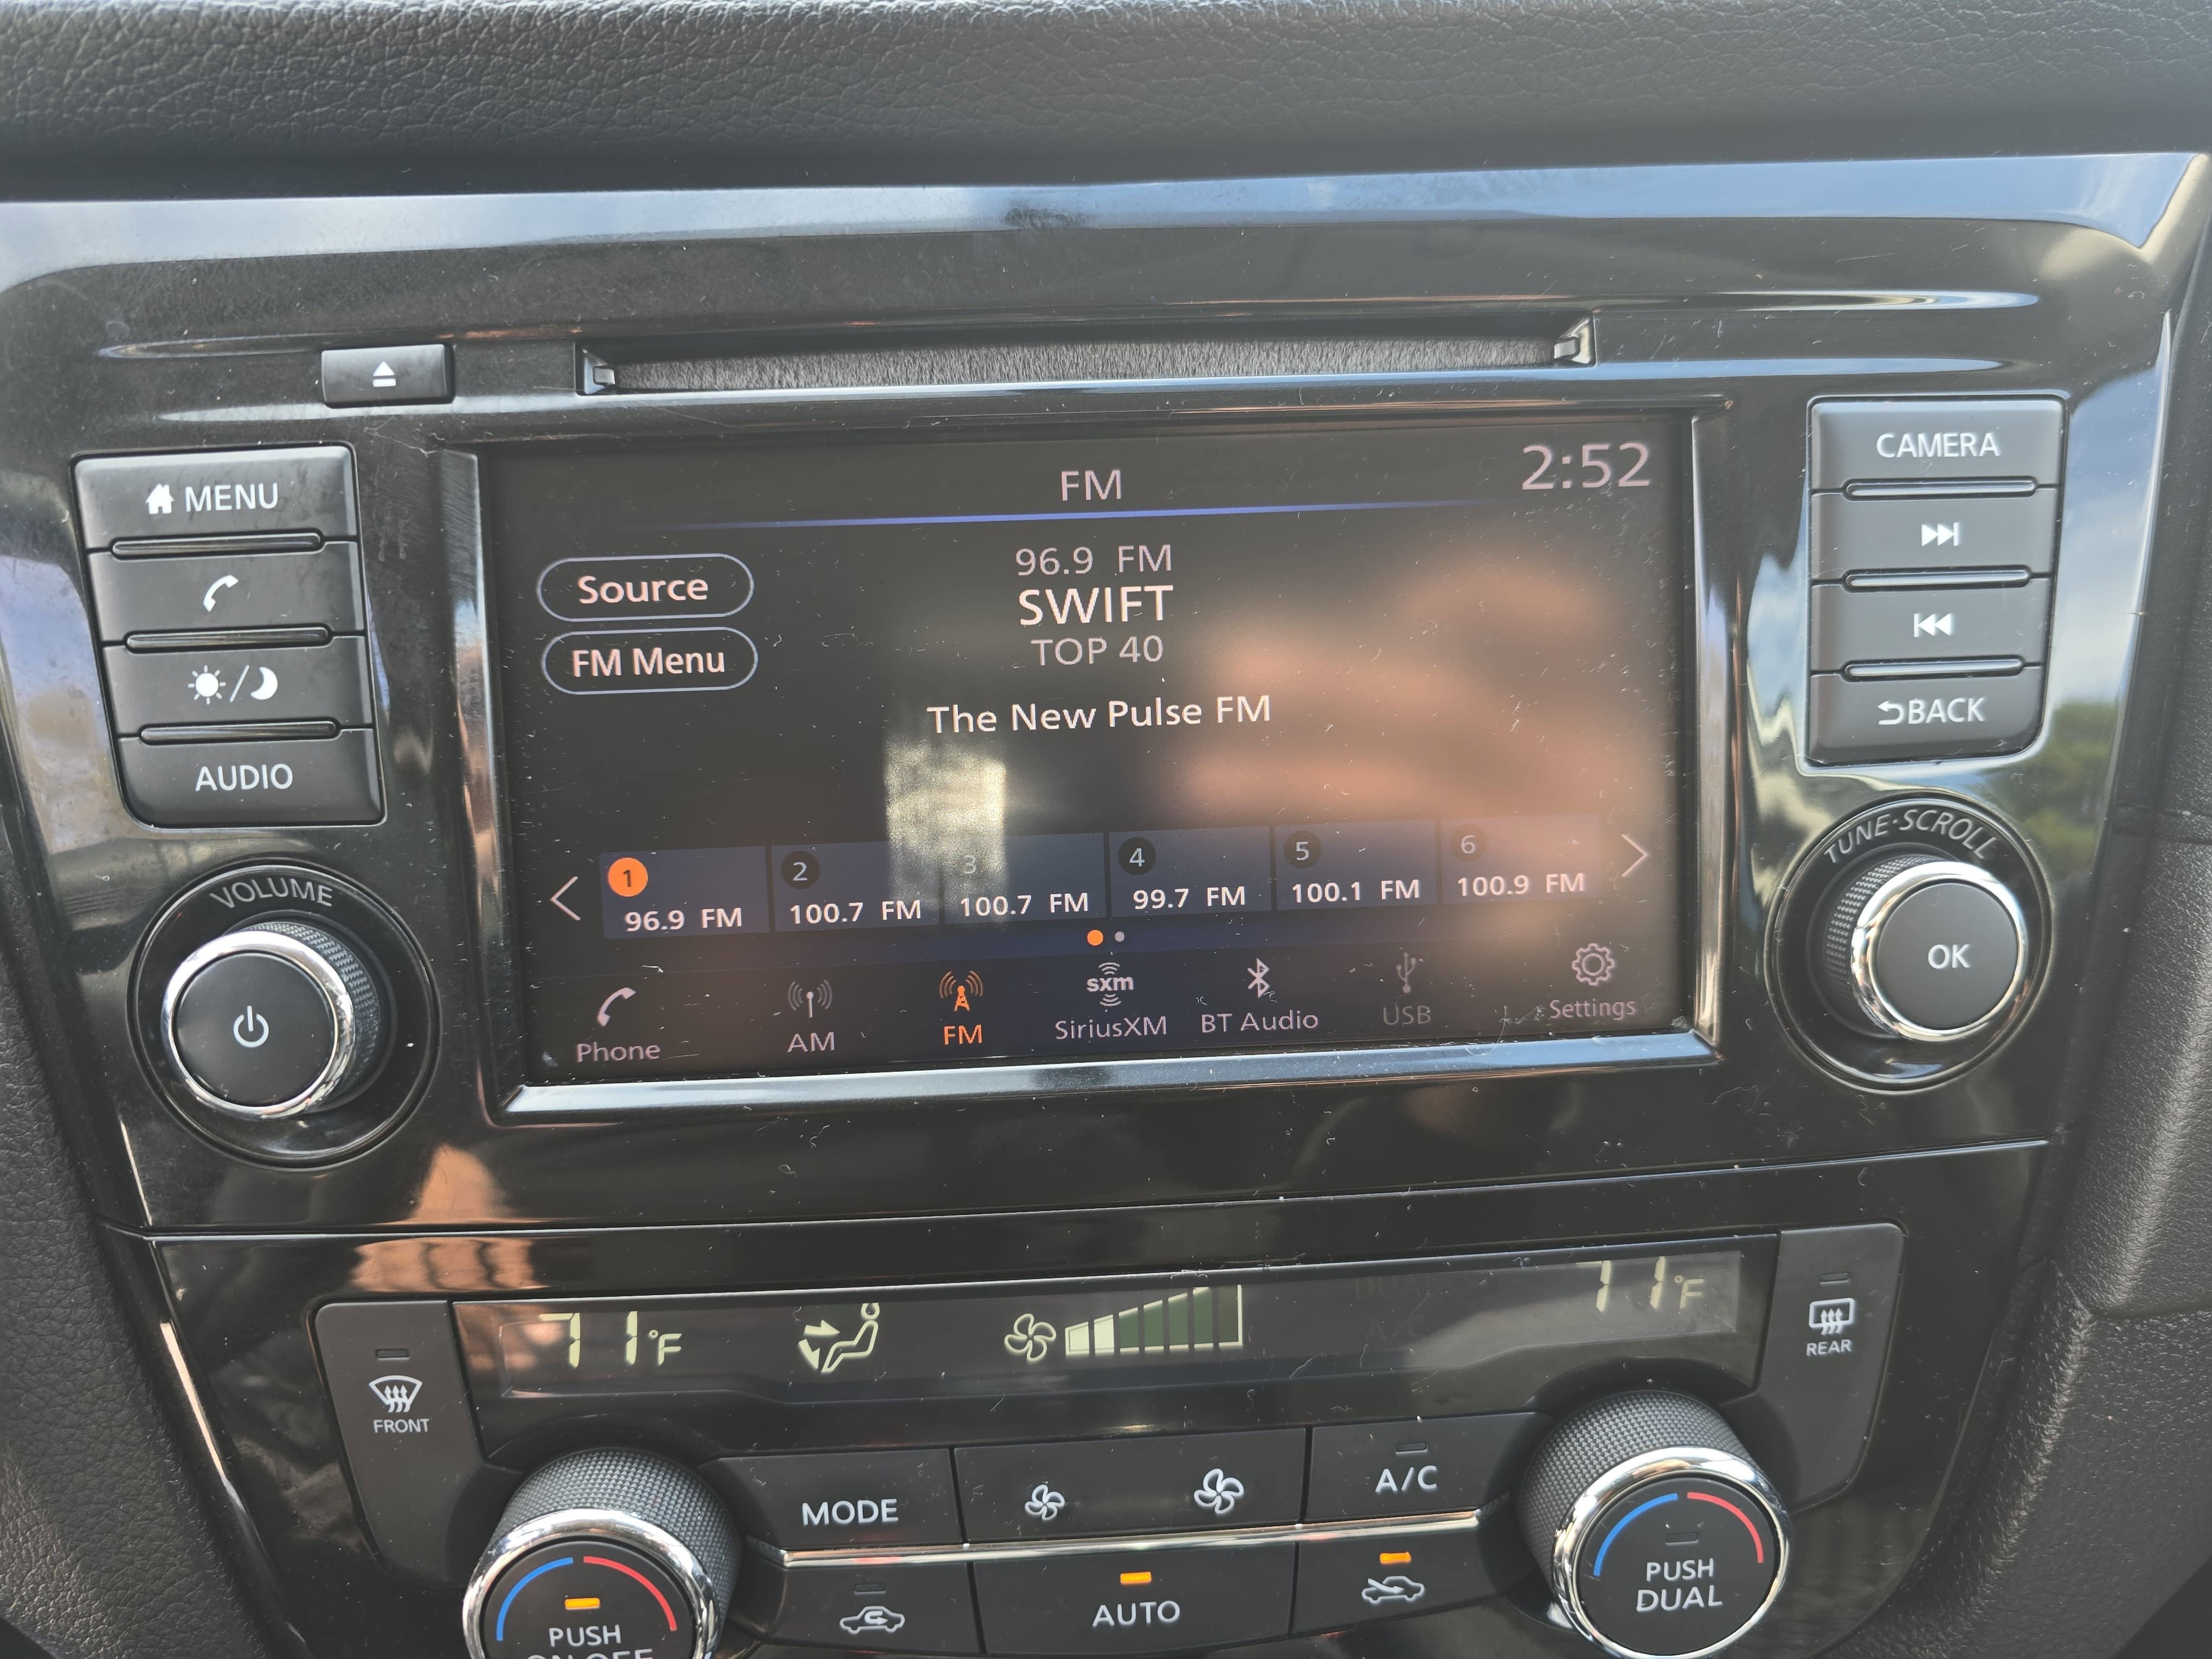 MENU
AUDIO
VOLUME
FM
2:52
Source
FM Menu
96.9 FM
SWIFT
TOP 40
The New Pulse FM
1
96.9 FM
2
100.7 FM
3
100.7 FM
4
99.7 FM
5
100.1 FM
6
100.9 FM
Phone
AM
FM
sxm
SiriusXM
BT Audio
USB
Settings
CAMERA
BACK
TUNE·SCROLL
OK
71°F
71°F
FRONT
REAR
MODE
A/C
AUTO
PUSH
ON·OFF
PUSH
DUAL